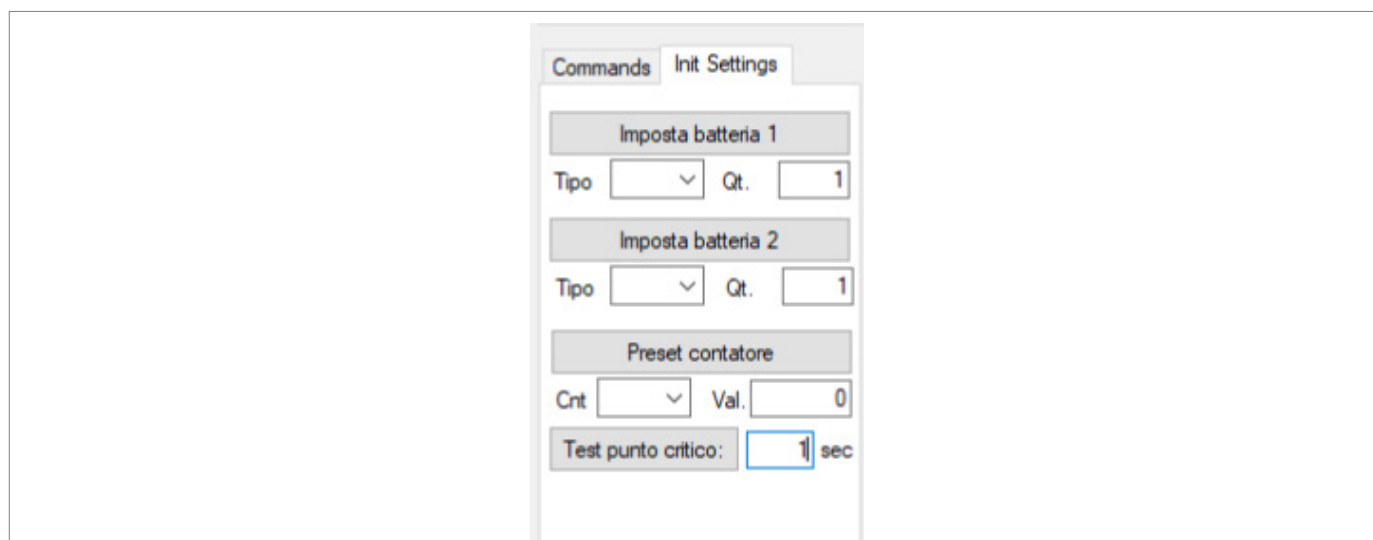 Commands Init Settings
Imposta batteria 1
Tipo Qt. 1
Imposta batteria 2
Tipo Qt. 1
Preset contatore
Cnt Val. 0
Test punto critico: 1 sec